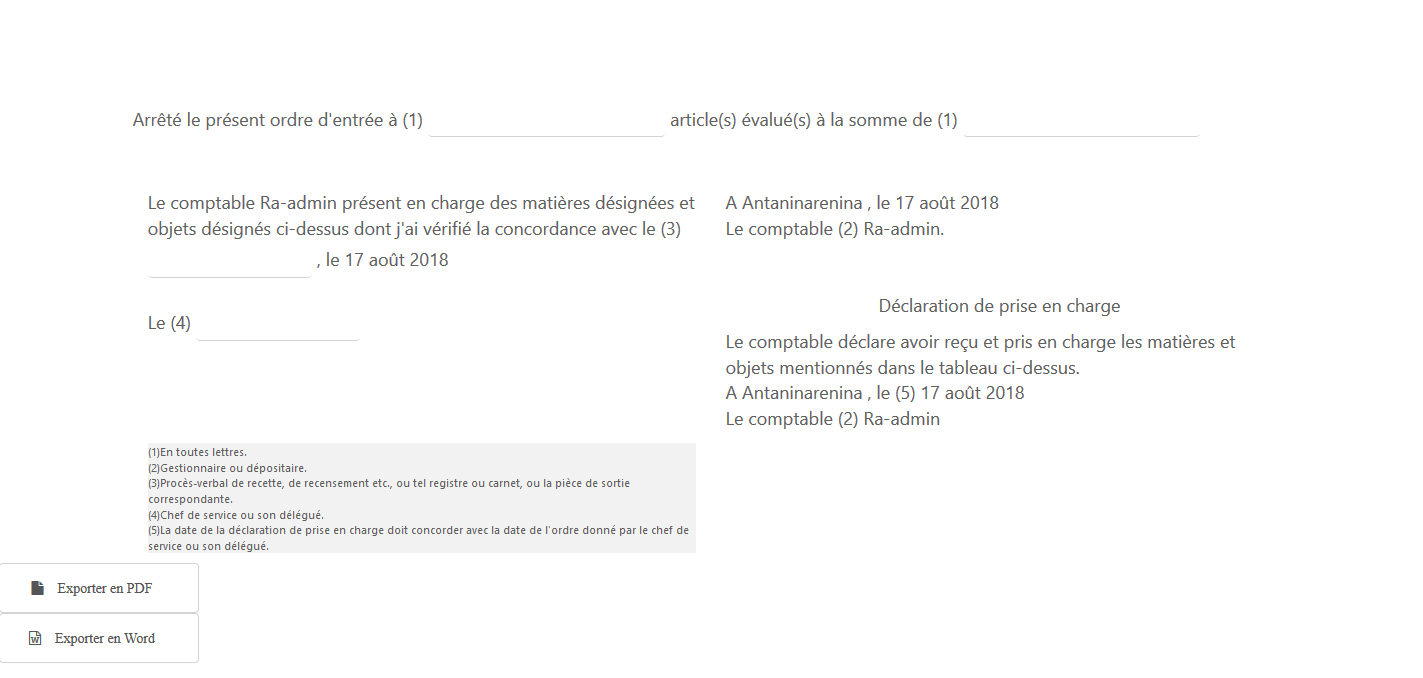 Arrêté le présent ordre d'entrée à (1) article(s) évalué(s) à la somme de (1)
Le comptable Ra-admin présent en charge des matières désignées et
objets désignés ci-dessus dont j'ai vérifié la concordance avec le (3)
, le 17 août 2018
Le (4)
A Antaninarenina , le 17 août 2018
Le comptable (2) Ra-admin.
Déclaration de prise en charge
Le comptable déclare avoir reçu et pris en charge les matières et
objets mentionnés dans le tableau ci-dessus.
A Antaninarenina , le (5) 17 août 2018
Le comptable (2) Ra-admin
(1)En toutes lettres.
(2)Gestionnaire ou dépositaire.
(3)Procès-verbal de recette, de recensement etc., ou tel registre ou carnet, ou la pièce de sortie
correspondante.
(4)Chef de service ou son délégué.
(5)La date de la déclaration de prise en charge doit concorder avec la date de l'ordre donné par le chef de
service ou son délégué.
Exporter en PDF
Exporter en Word